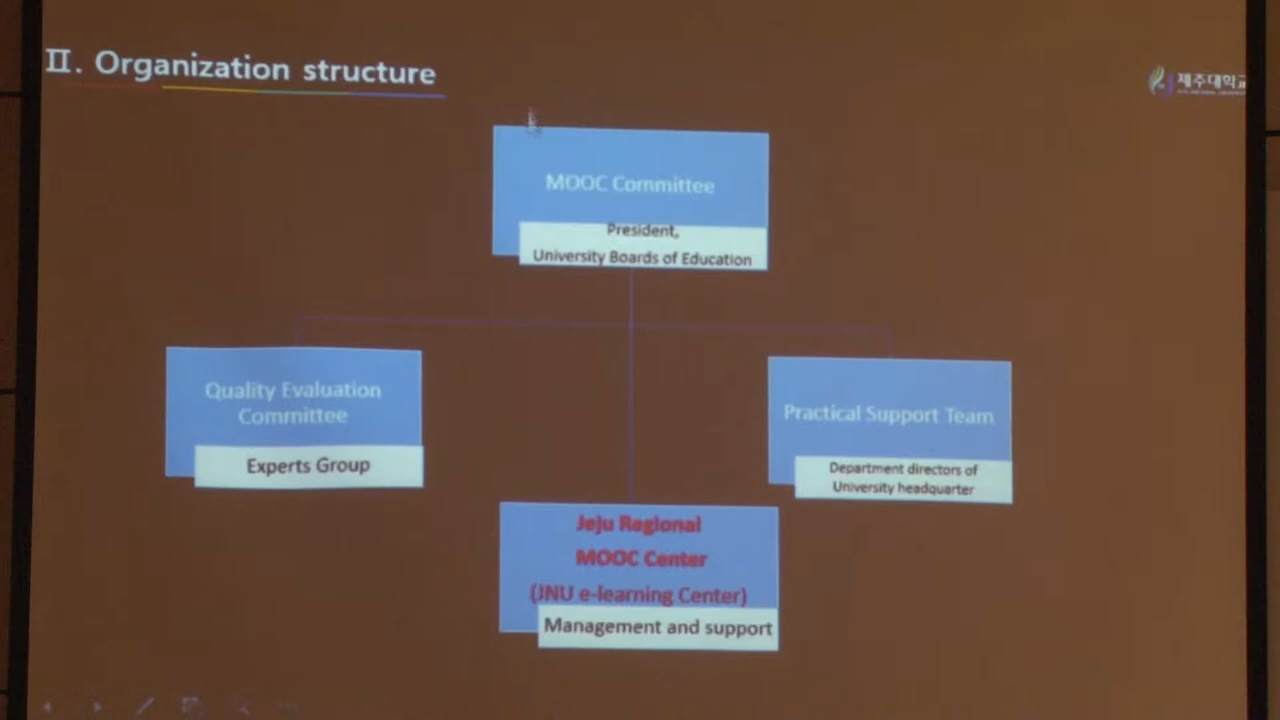 Ⅱ. Organization structure
제주대학교
MOOC Committee
President,
University Boards of Education
Quality Evaluation
Committee
Experts Group
Practical Support Team
Department directors of
University headquarter
Jeju Regional
MOOC Center
(JNU e-learning Center)
Management and support